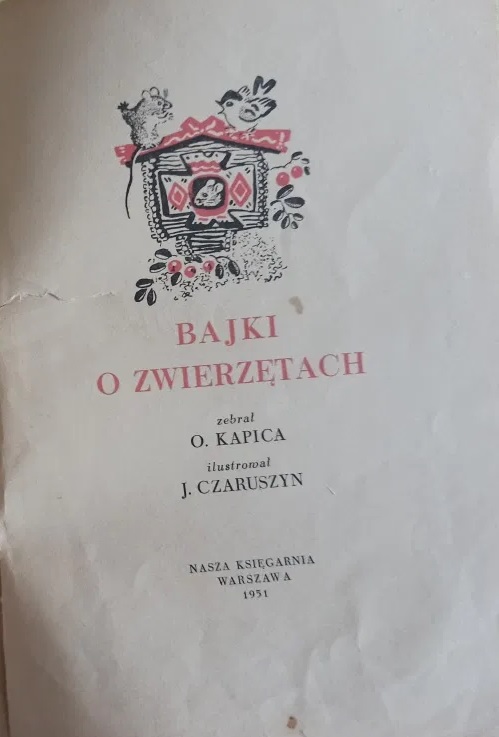 BAJKI
O ZWIERZĘTACH
zebrał
O. KAPICA
ilustrował
J. CZARUSZYN
NASZA KSIĘGARNIA
WARSZAWA
1951